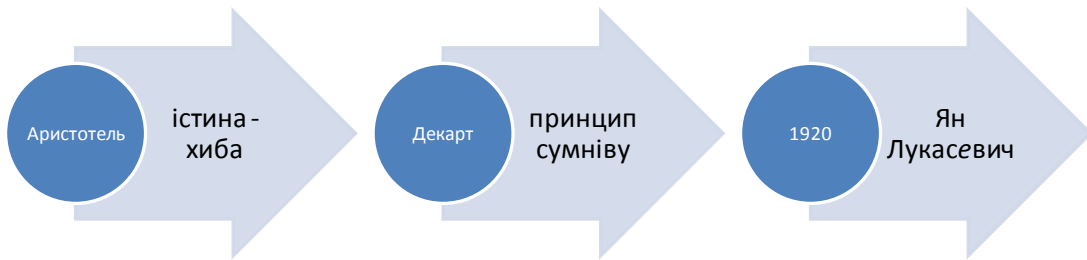 Аристотель
істина -
хиба
Декарт
принцип
сумніву
1920
Ян
Лукасевич